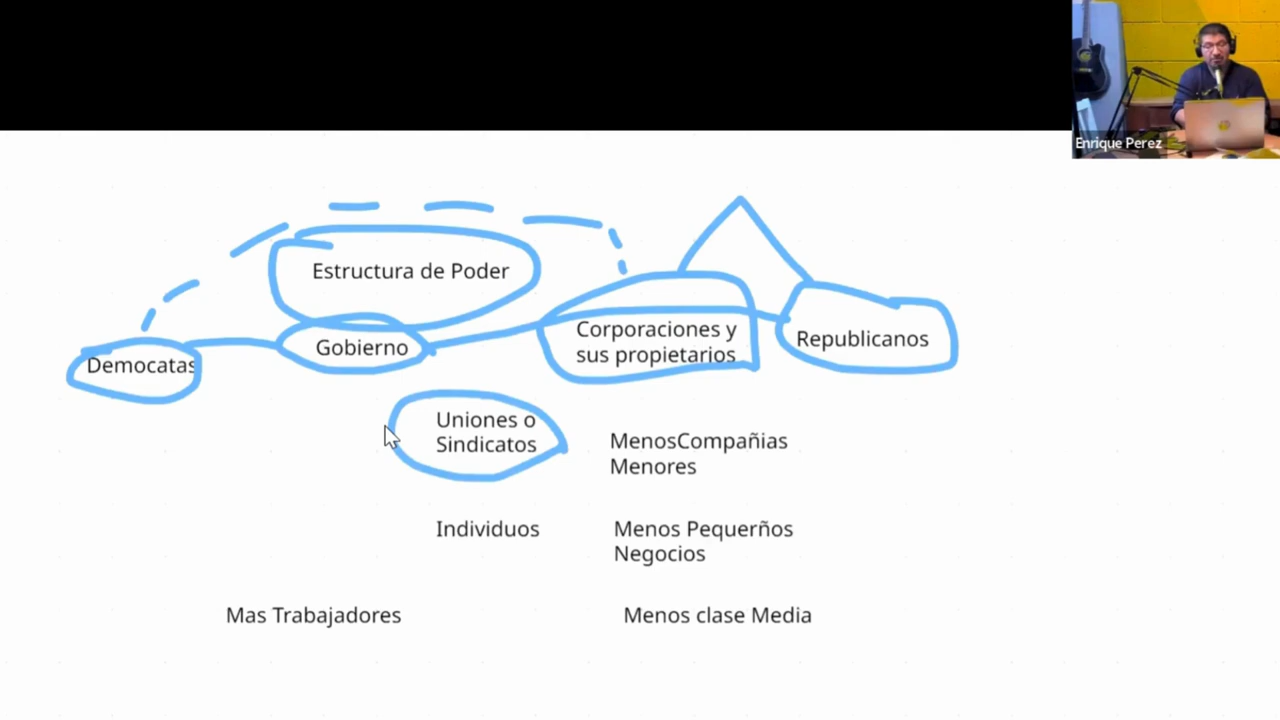 Enrique Perez
Estructura de Poder
Democatas
Gobierno
Corporaciones y
sus propietarios
Republicanos
Uniones o
Sindicatos
MenosCompañias
Menores
Individuos
Menos Pequerños
Negocios
Mas Trabajadores
Menos clase Media